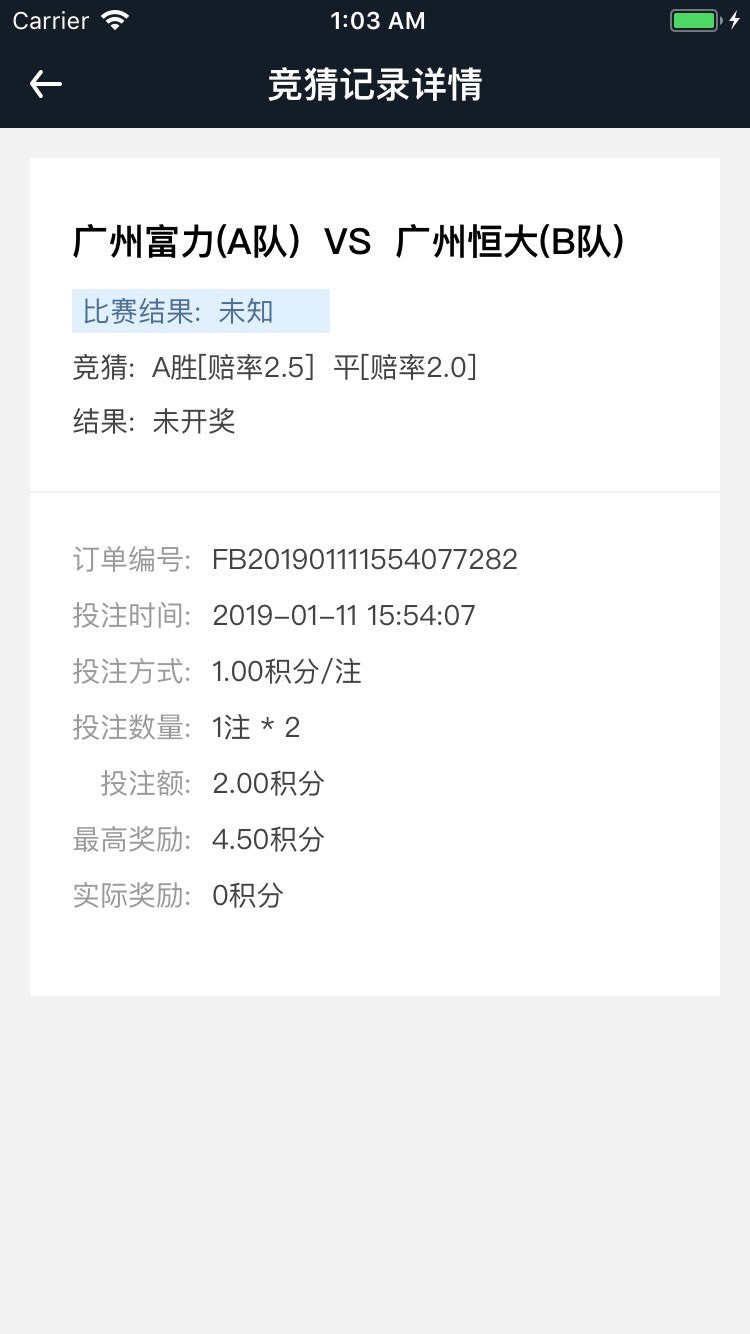 Carrier 1:03 AM
竞猜记录详情
广州富力(A队) VS 广州恒大(B队)
比赛结果: 未知
竞猜: A胜[赔率2.5] 平[赔率2.0]
结果: 未开奖
订单编号: FB201901111554077282
投注时间: 2019-01-11 15:54:07
投注方式: 1.00积分/注
投注数量: 1注 * 2
投注额: 2.00积分
最高奖励: 4.50积分
实际奖励: 0积分